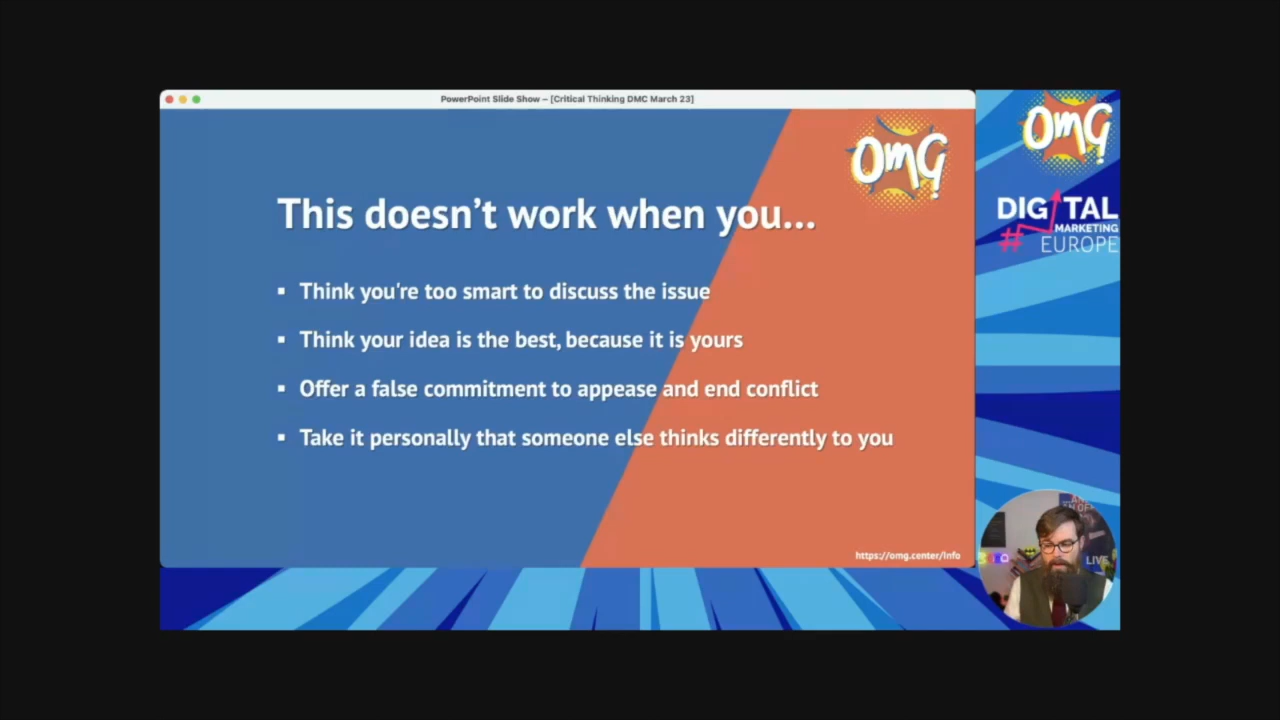 PowerPoint Slide Show – [Critical Thinking DMC March 23]
OMG
This doesn’t work when you...
▪ Think you're too smart to discuss the issue
▪ Think your idea is the best, because it is yours
▪ Offer a false commitment to appease and end conflict
▪ Take it personally that someone else thinks differently to you
https://omg.center/info
OMG
DIGITAL
MARKETING
# EUROPE
LIVE